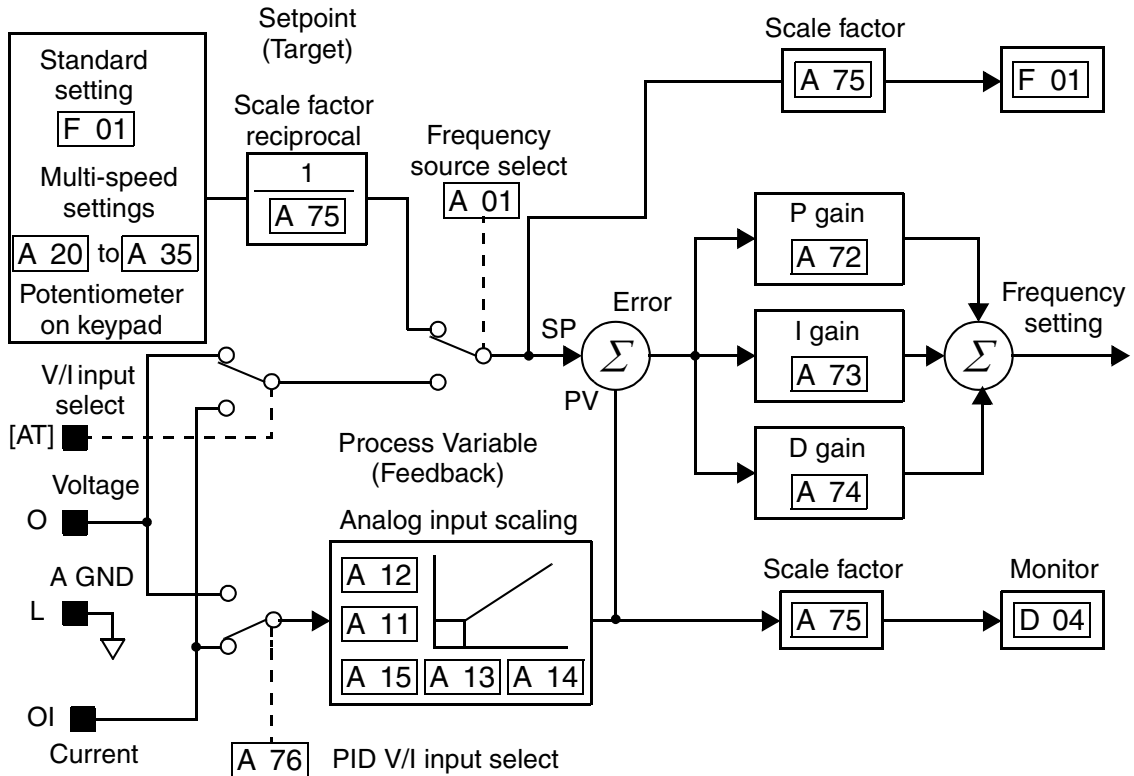 Setpoint
(Target)
Standard
setting
F 01
Multi-speed
settings
A 20 to A 35
Potentiometer
on keypad
Scale factor
reciprocal
1
A 75
Frequency
source select
A 01
Scale factor
A 75
F 01
SP
Σ
PV
Error
P gain
A 72
I gain
A 73
D gain
A 74
Σ
Frequency
setting
V/I input
select
[AT]
Voltage
O
A GND
L
OI
Current
Process Variable
(Feedback)
Analog input scaling
A 12
A 11
A 15 A 13 A 14
A 76 PID V/I input select
Scale factor
A 75
Monitor
D 04